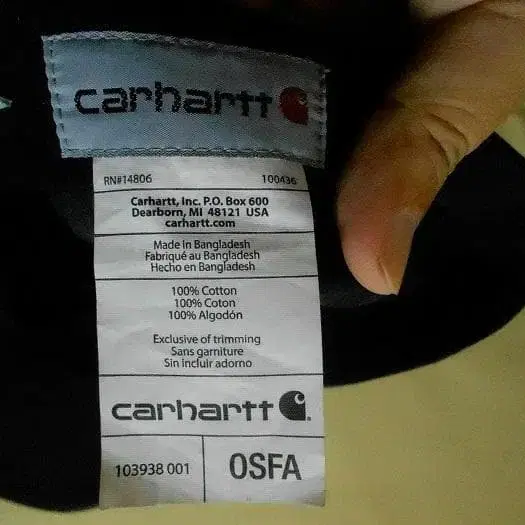 carhartt
RN#14806 100436
Carhartt, Inc. P.O. Box 600
Dearborn, MI 48121 USA
carhartt.com
Made in Bangladesh
Fabriqué au Bangladesh
Hecho en Bangladesh
100% Cotton
100% Coton
100% Algodón
Exclusive of trimming
Sans garniture
Sin incluir adorno
carhartt
103938 001 OSFA